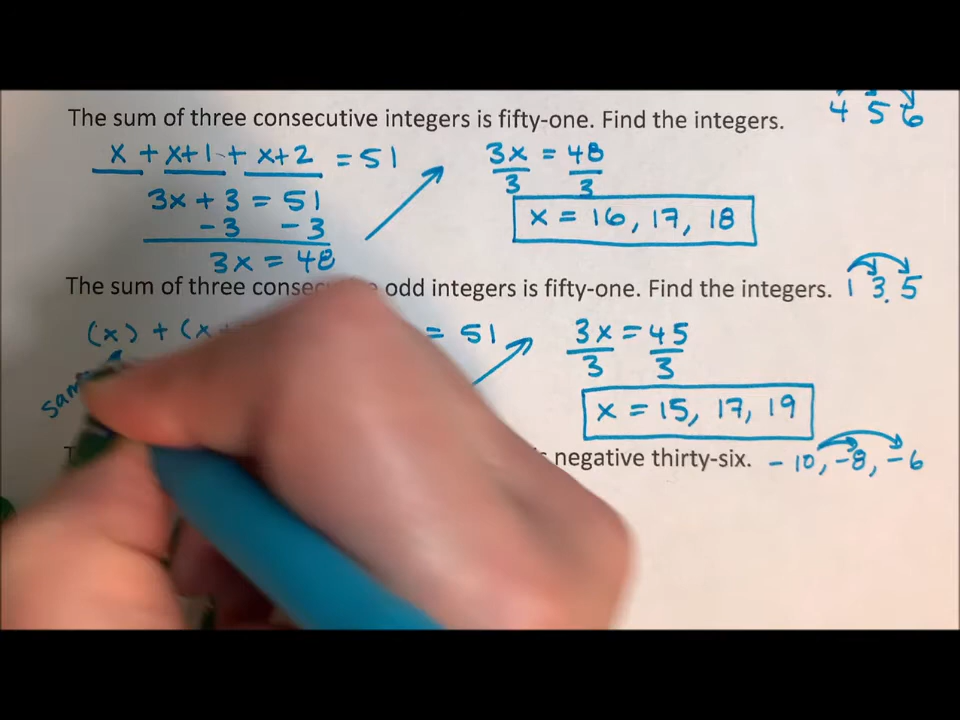 4 5 6
The sum of three consecutive integers is fifty-one. Find the integers.
x + x+1 + x+2 = 51
3x + 3 = 51
-3 -3
3x = 48
3x = 48
3 3
x = 16, 17, 18
The sum of three odd integers is fifty-one. Find the integers.
1 3, 5
(x) + (x = 51
3x = 45
3 3
x = 15, 17, 19
negative thirty-six.
-10, -8, -6